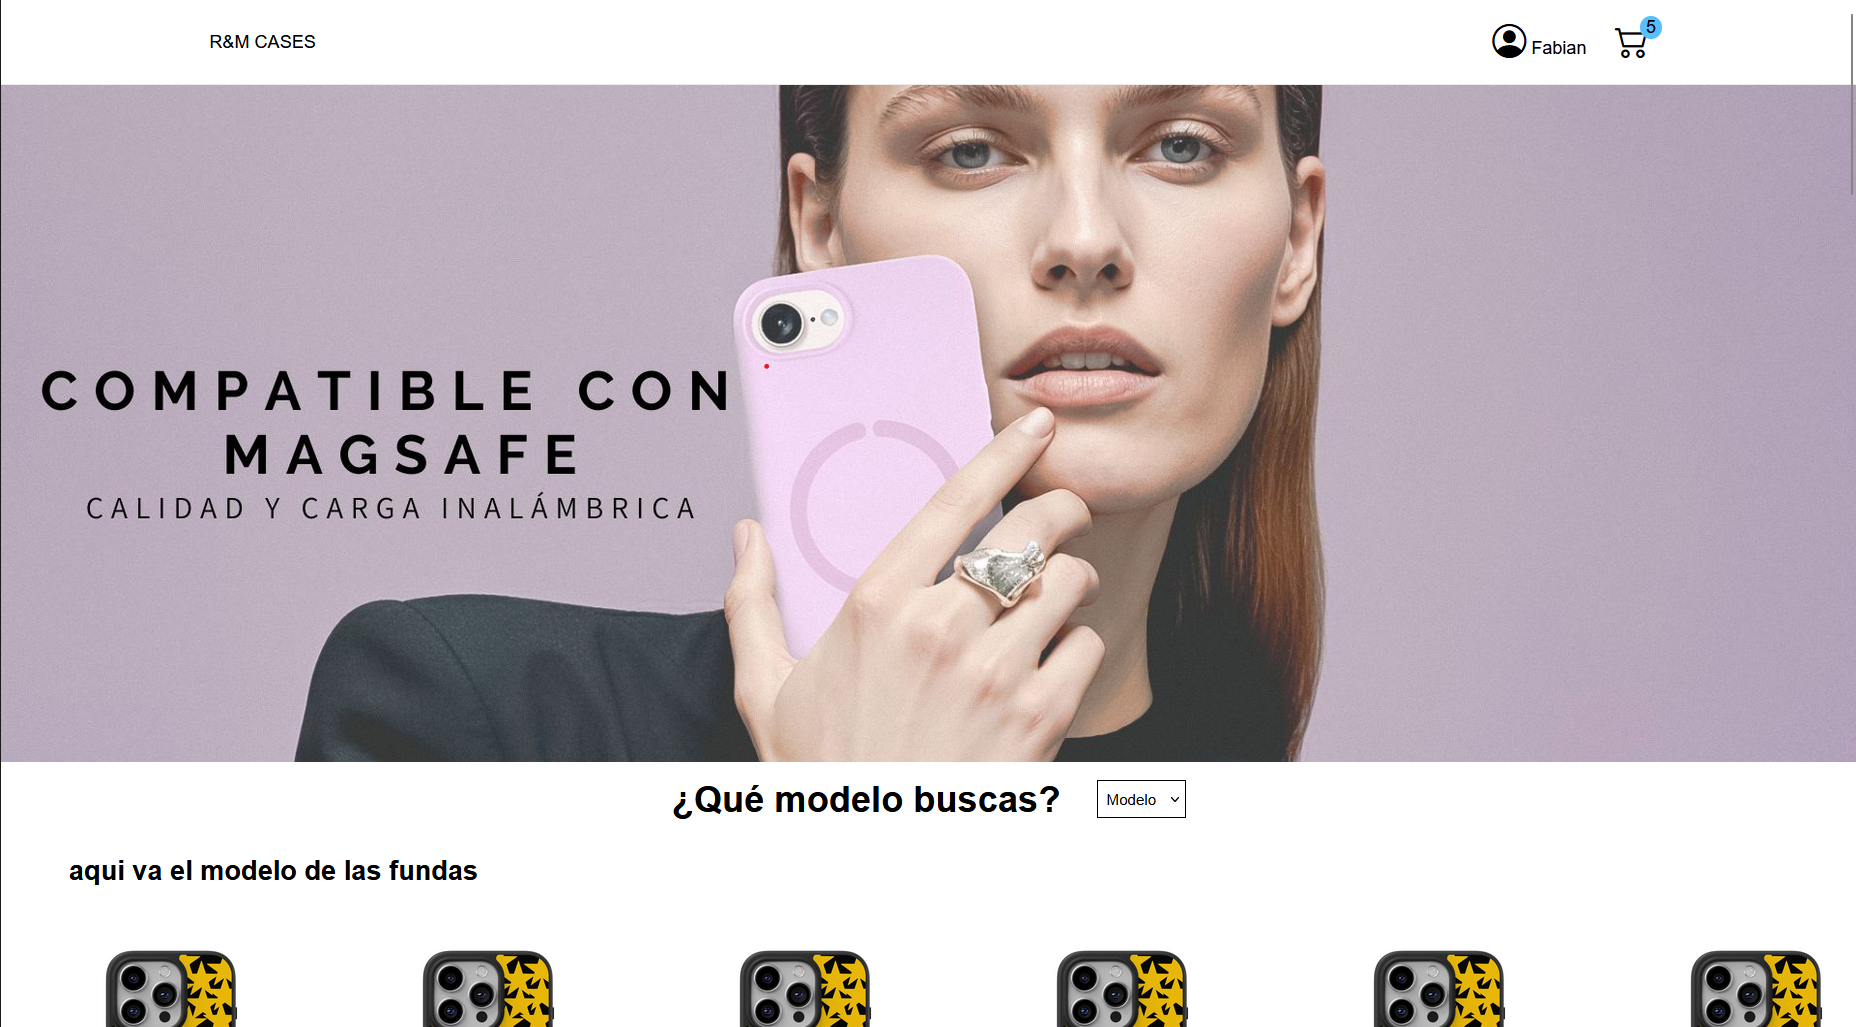 R&M CASES
Fabian
5
COMPATIBLE CON
MAGSAFE
CALIDAD Y CARGA INALÁMBRICA
¿Qué modelo buscas?
Modelo
aqui va el modelo de las fundas